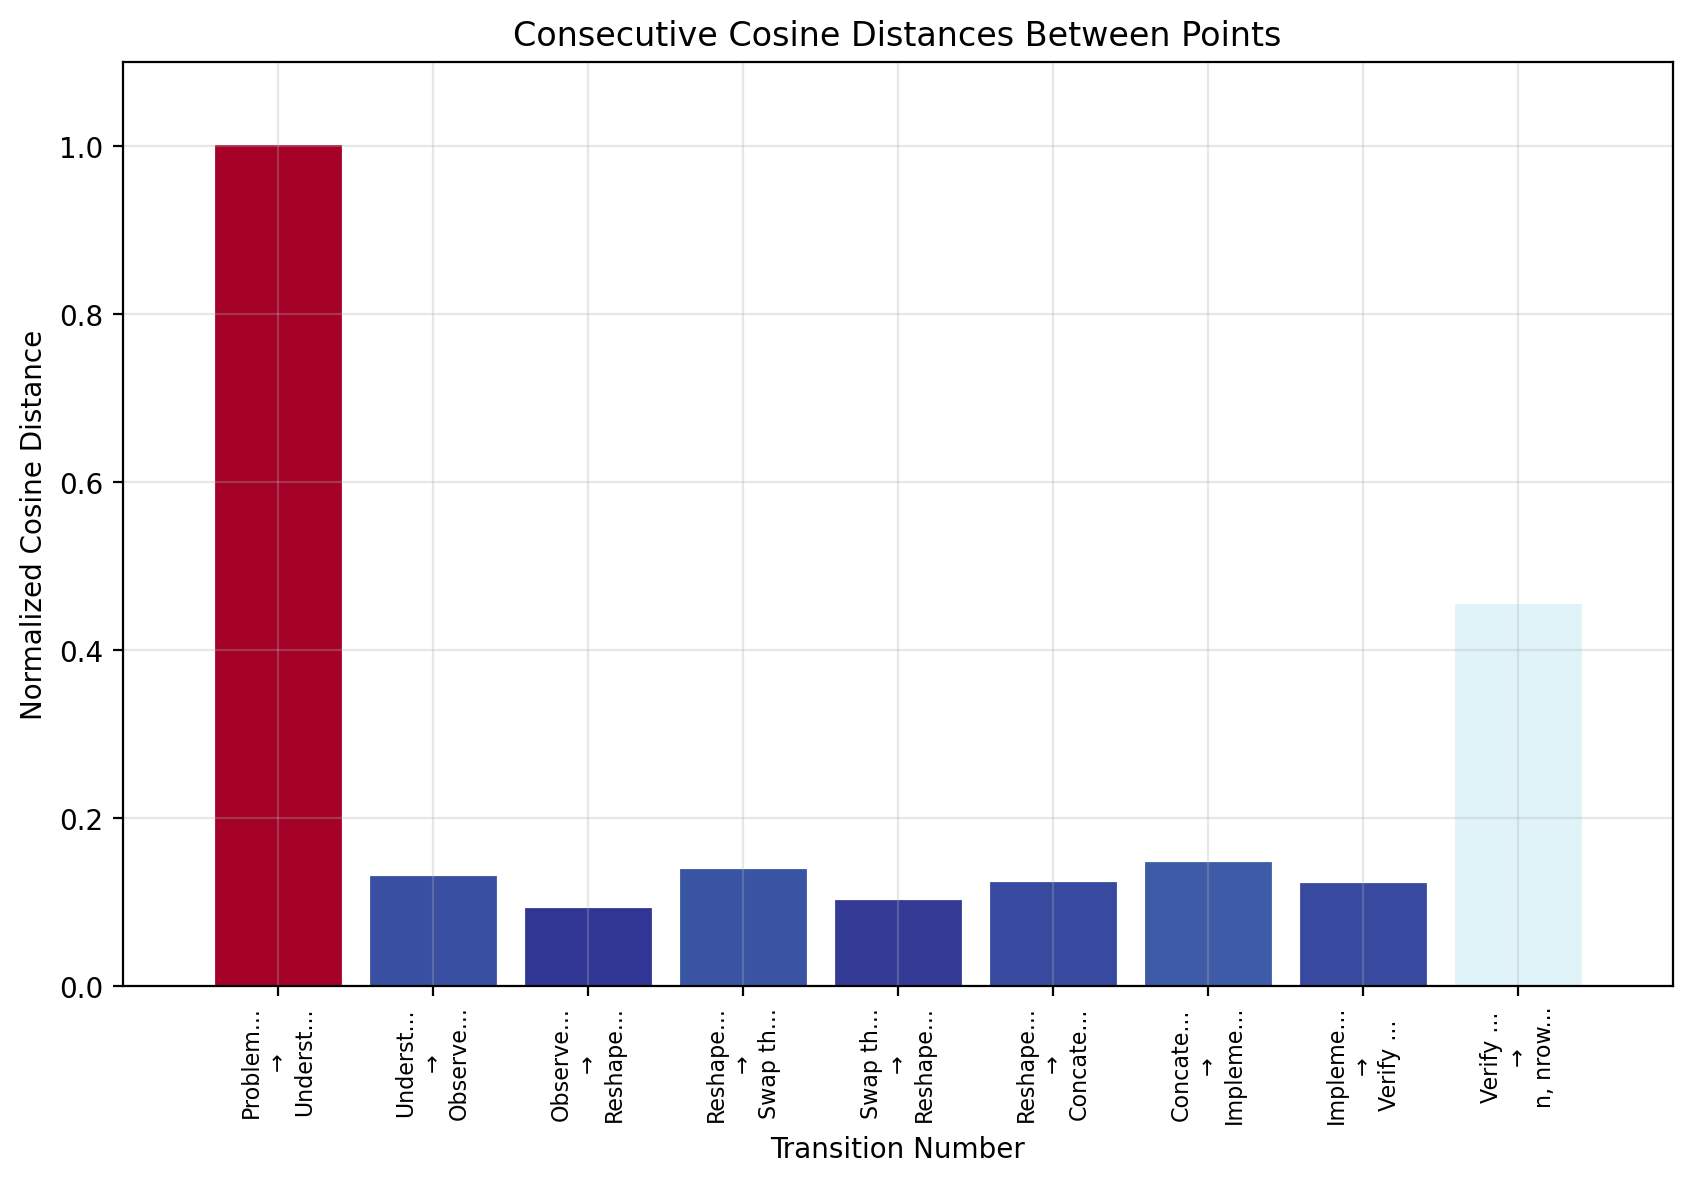 Consecutive Cosine Distances Between Points
Normalized Cosine Distance
1.0
0.8
0.6
0.4
0.2
0.0
Problem...
→
Underst...
Underst...
→
Observe...
Observe...
→
Reshape...
Reshape...
→
Swap th...
Swap th...
→
Reshape...
Reshape...
→
Concate...
Concate...
→
Impleme...
Impleme...
→
Verify ...
Verify ...
→
n, nrow...
Transition Number